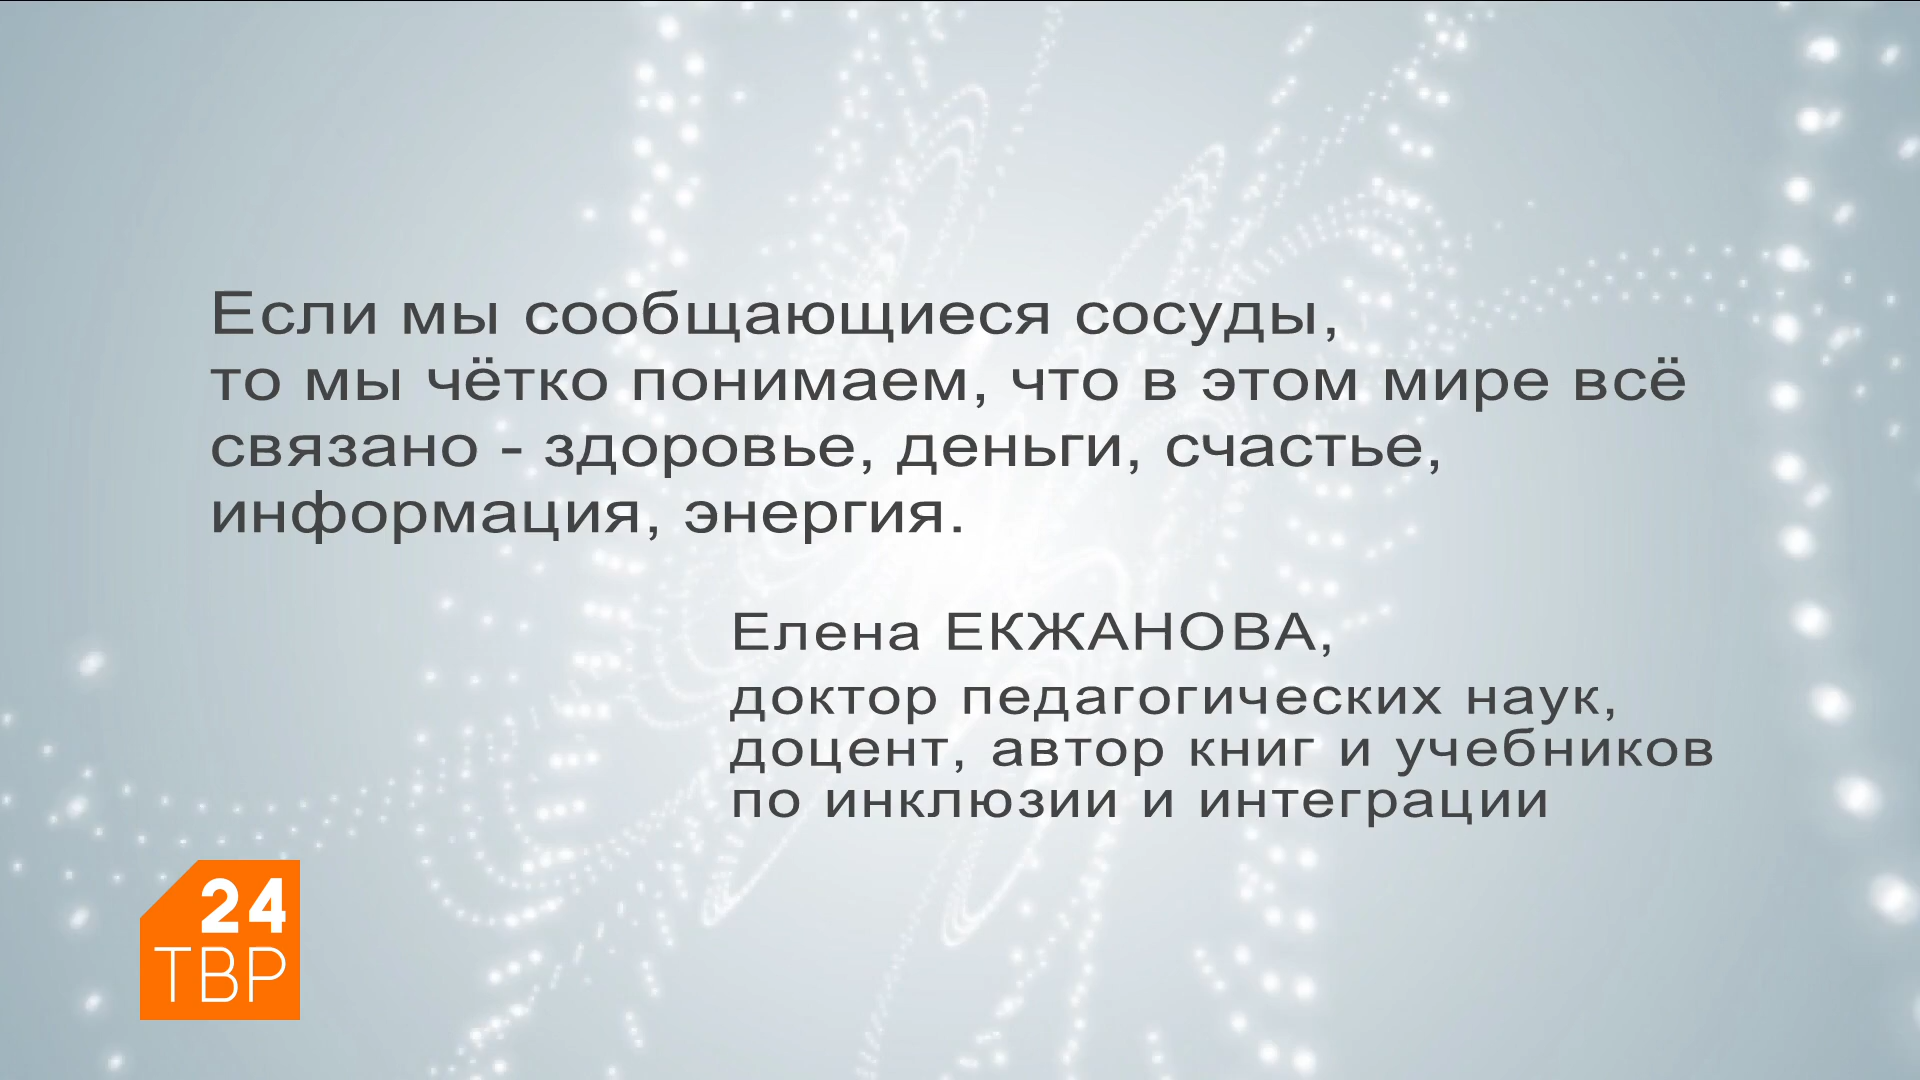 Если мы сообщающиеся сосуды,
то мы чётко понимаем, что в этом мире всё
связано - здоровье, деньги, счастье,
информация, энергия.
Елена ЕКЖАНОВА,
доктор педагогических наук,
доцент, автор книг и учебников
по инклюзии и интеграции
24
ТВР